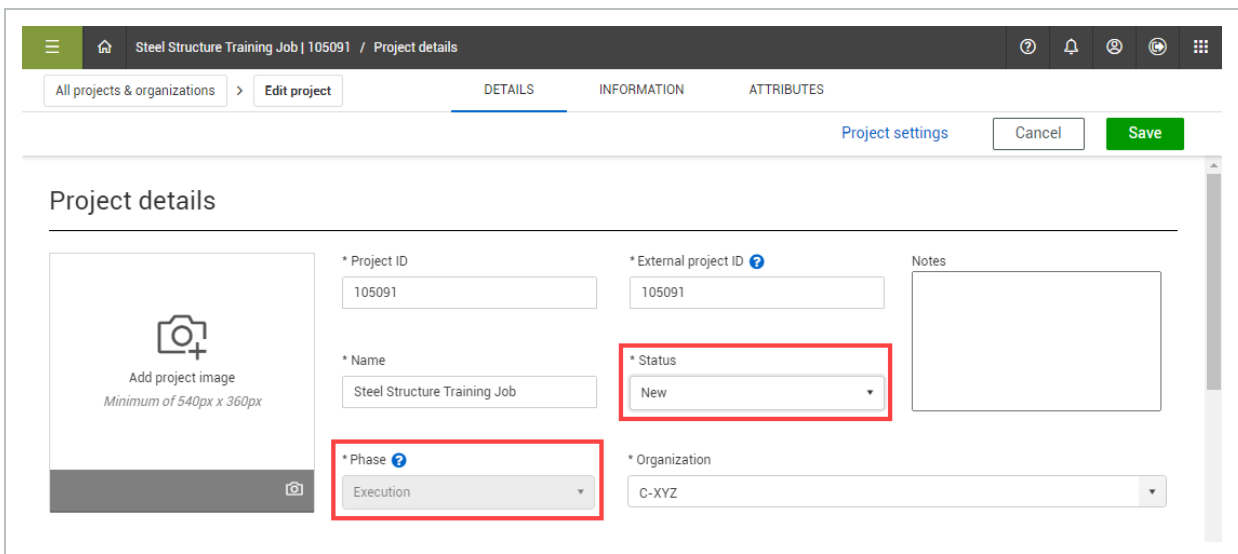 Steel Structure Training Job | 105091 / Project details
All projects & organizations > Edit project DETAILS INFORMATION ATTRIBUTES
Project settings Cancel Save
Project details
* Project ID * External project ID ? Notes
105091 105091
Add project image
Minimum of 540px x 360px
* Name * Status
Steel Structure Training Job New
* Phase ? * Organization
Execution C-XYZ